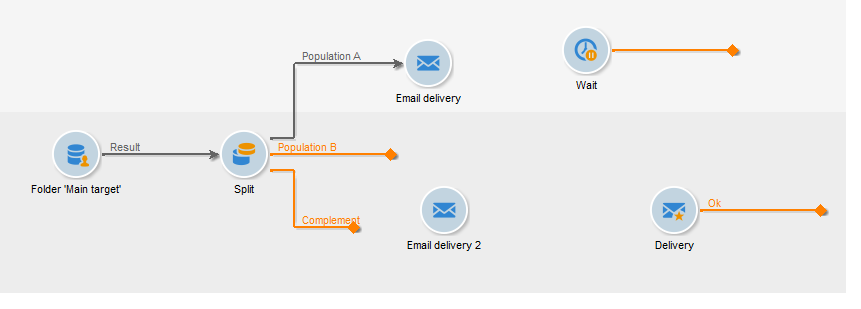 Population A
Email delivery
Wait
Result
Population B
Folder 'Main target'
Split
Complement
Email delivery 2
Ok
Delivery